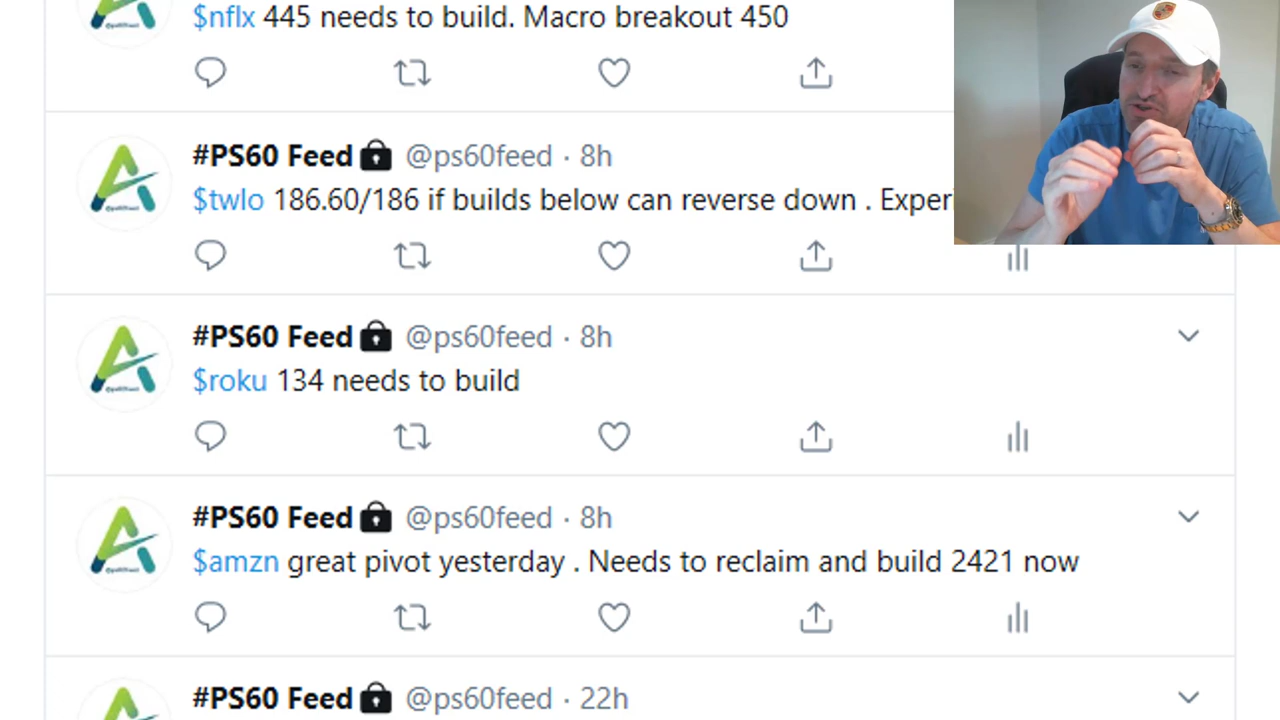 $nflx 445 needs to build. Macro breakout 450
#PS60 Feed @ps60feed · 8h
$twlo 186.60/186 if builds below can reverse down . Experi
#PS60 Feed @ps60feed · 8h
$roku 134 needs to build
#PS60 Feed @ps60feed · 8h
$amzn great pivot yesterday . Needs to reclaim and build 2421 now
#PS60 Feed @ps60feed · 22h